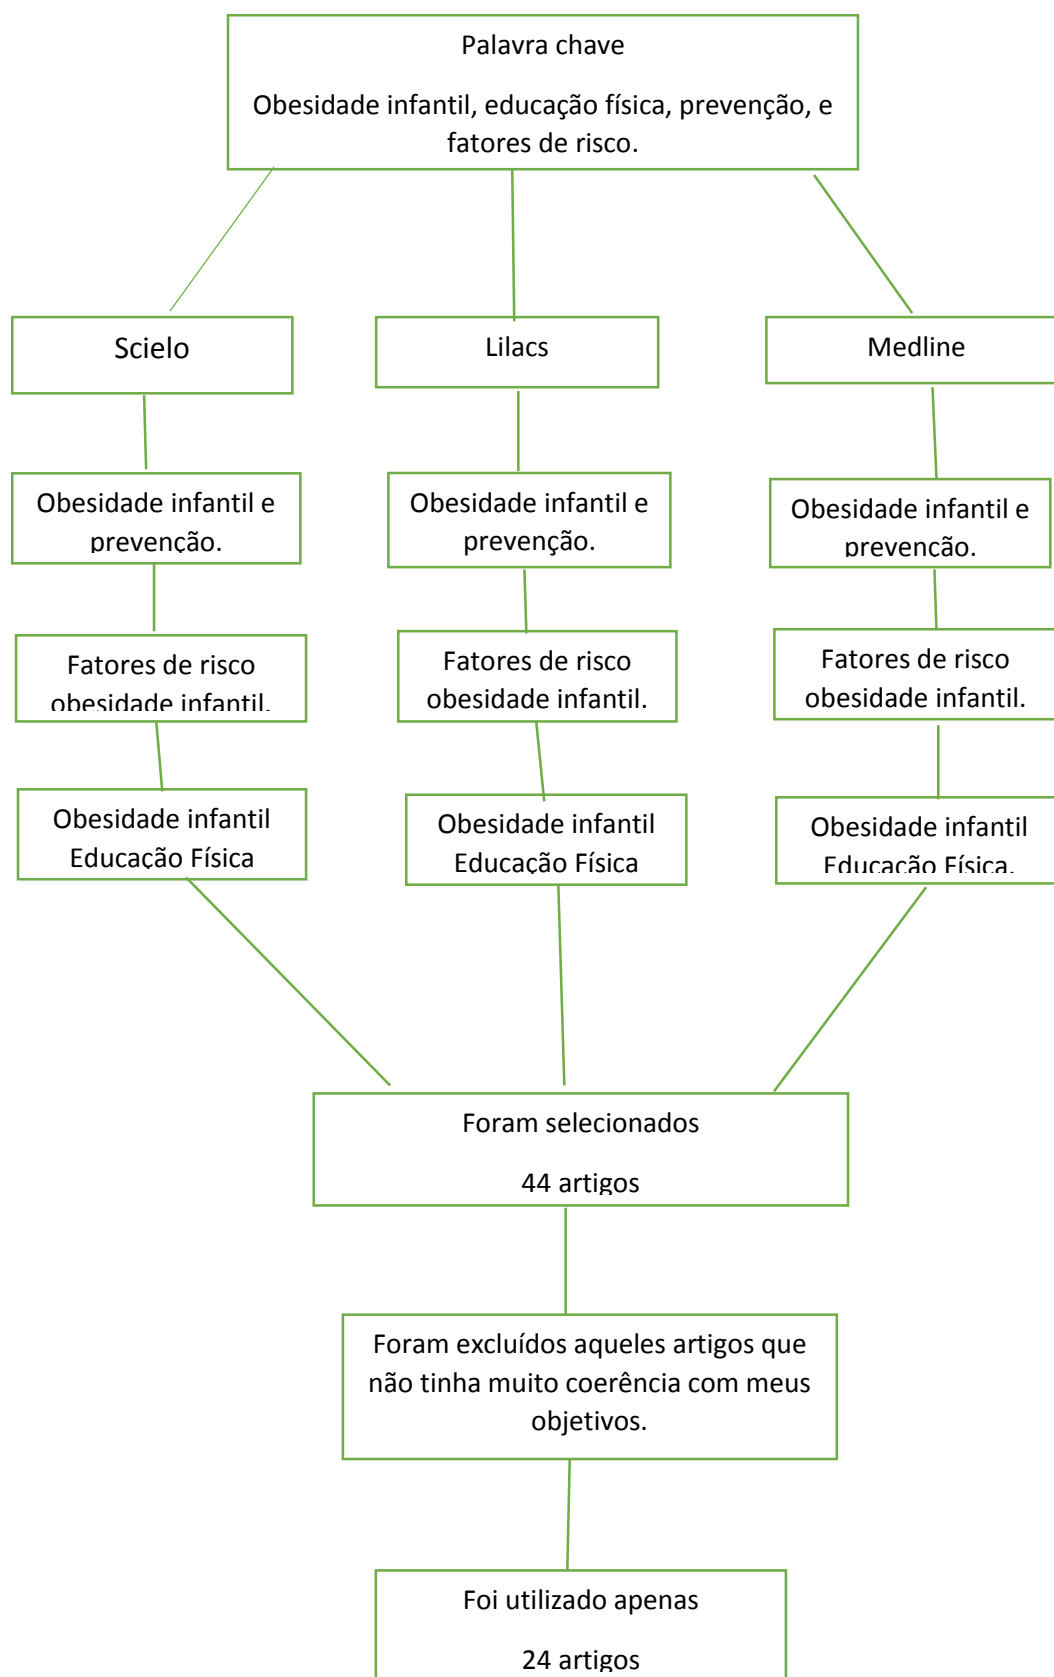 Palavra chave
Obesidade infantil, educação física, prevenção, e
fatores de risco.
Scielo
Lilacs
Medline
Obesidade infantil e
prevenção.
Obesidade infantil e
prevenção.
Obesidade infantil e
prevenção.
Fatores de risco
obesidade infantil.
Fatores de risco
obesidade infantil.
Fatores de risco
obesidade infantil.
Obesidade infantil
Educação Física
Obesidade infantil
Educação Física
Obesidade infantil
Educação Física.
Foram selecionados
44 artigos
Foram excluídos aqueles artigos que
não tinha muito coerência com meus
objetivos.
Foi utilizado apenas
24 artigos